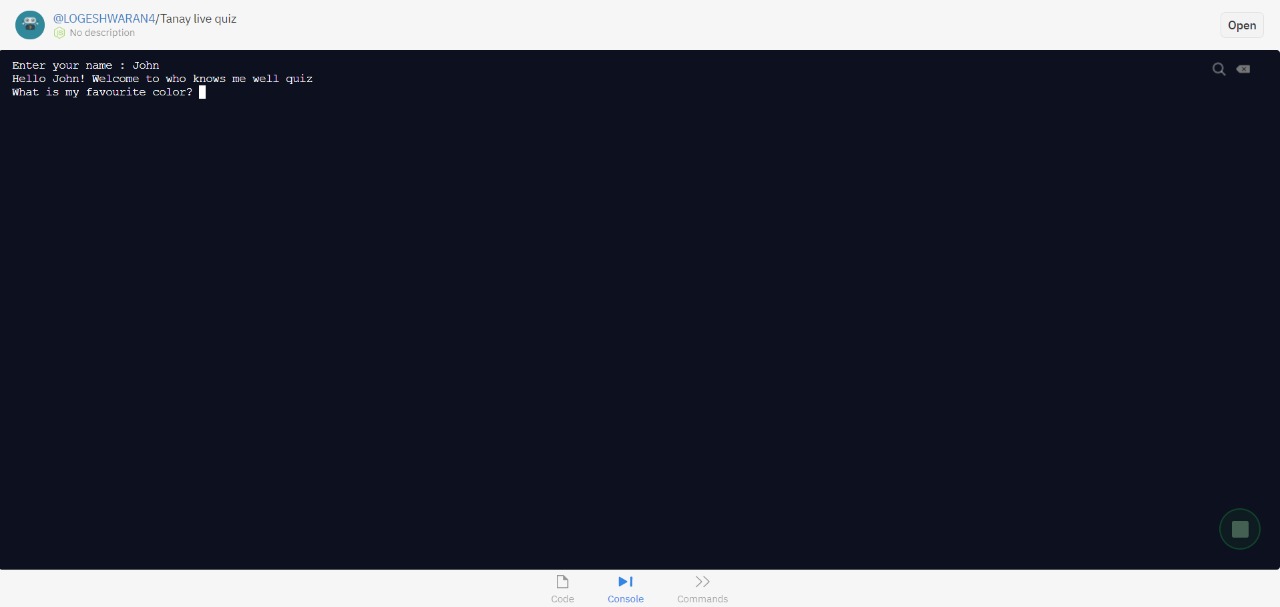 @LOGESHWARAN4/Tanay live quiz
No description
Open
Enter your name : John
Hello John! Welcome to who knows me well quiz
What is my favourite color?
Code
Console
Commands